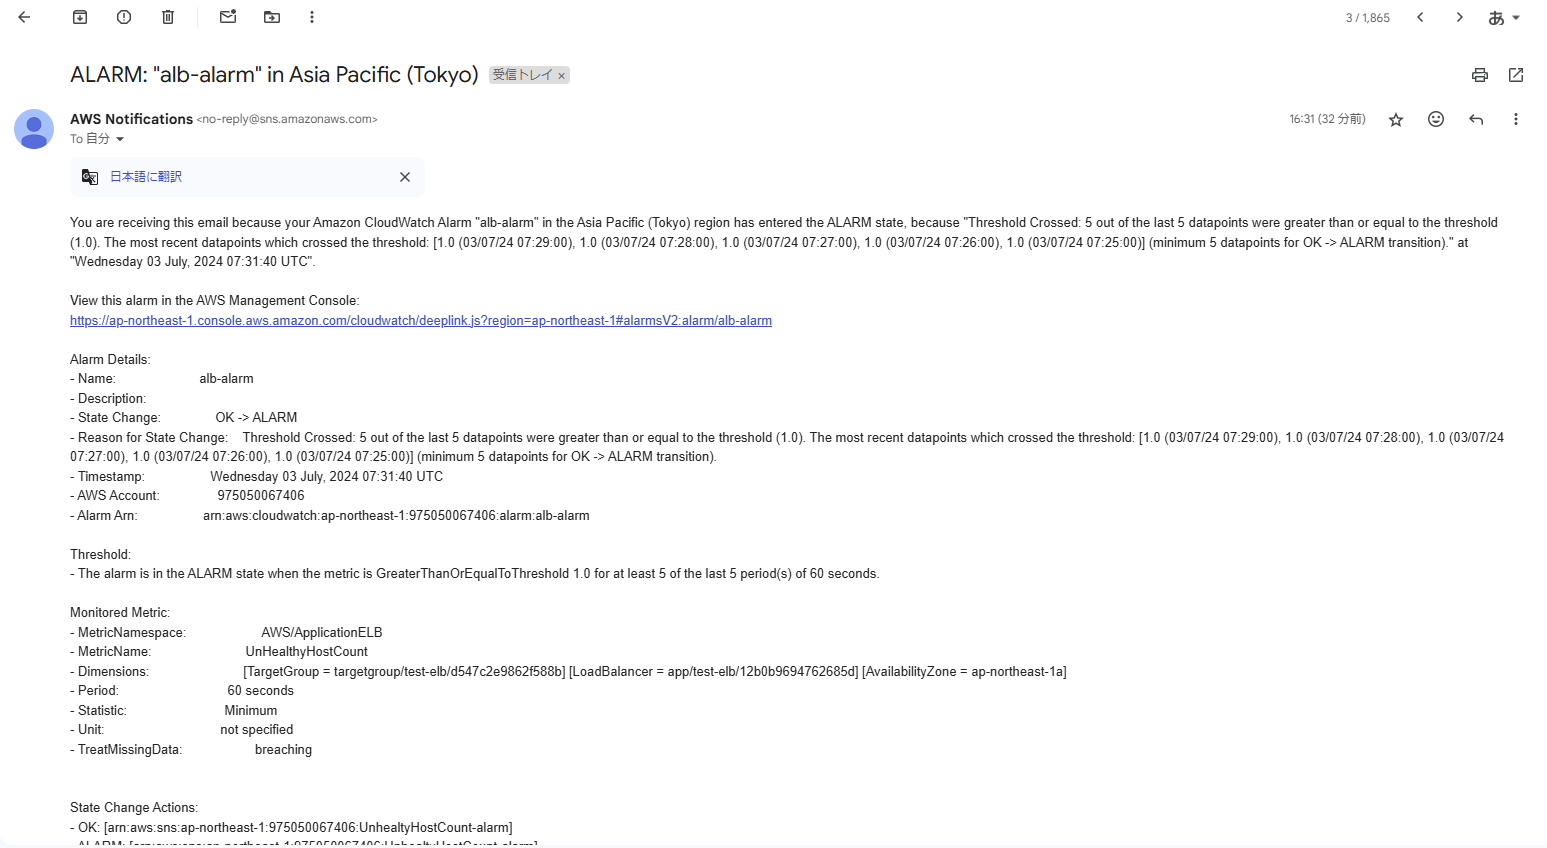 3 / 1,865
あ
ALARM: "alb-alarm" in Asia Pacific (Tokyo) 受信トレイ ×
AWS Notifications <no-reply@sns.amazonaws.com> 16:31 (32 分前)
To 自分
日本語に翻訳
You are receiving this email because your Amazon CloudWatch Alarm "alb-alarm" in the Asia Pacific (Tokyo) region has entered the ALARM state, because "Threshold Crossed: 5 out of the last 5 datapoints were greater than or equal to the threshold
(1.0). The most recent datapoints which crossed the threshold: [1.0 (03/07/24 07:29:00), 1.0 (03/07/24 07:28:00), 1.0 (03/07/24 07:27:00), 1.0 (03/07/24 07:26:00), 1.0 (03/07/24 07:25:00)] (minimum 5 datapoints for OK -> ALARM transition)." at
"Wednesday 03 July, 2024 07:31:40 UTC".
View this alarm in the AWS Management Console:
https://ap-northeast-1.console.aws.amazon.com/cloudwatch/deeplink.js?region=ap-northeast-1#alarmsV2:alarm/alb-alarm
Alarm Details:
- Name: alb-alarm
- Description:
- State Change: OK -> ALARM
- Reason for State Change: Threshold Crossed: 5 out of the last 5 datapoints were greater than or equal to the threshold (1.0). The most recent datapoints which crossed the threshold: [1.0 (03/07/24 07:29:00), 1.0 (03/07/24 07:28:00), 1.0 (03/07/24
07:27:00), 1.0 (03/07/24 07:26:00), 1.0 (03/07/24 07:25:00)] (minimum 5 datapoints for OK -> ALARM transition).
- Timestamp: Wednesday 03 July, 2024 07:31:40 UTC
- AWS Account: 975050067406
- Alarm Arn: arn:aws:cloudwatch:ap-northeast-1:975050067406:alarm:alb-alarm
Threshold:
- The alarm is in the ALARM state when the metric is GreaterThanOrEqualToThreshold 1.0 for at least 5 of the last 5 period(s) of 60 seconds.
Monitored Metric:
- MetricNamespace: AWS/ApplicationELB
- MetricName: UnHealthyHostCount
- Dimensions: [TargetGroup = targetgroup/test-elb/d547c2e9862f588b] [LoadBalancer = app/test-elb/12b0b9694762685d] [AvailabilityZone = ap-northeast-1a]
- Period: 60 seconds
- Statistic: Minimum
- Unit: not specified
- TreatMissingData: breaching
State Change Actions:
- OK: [arn:aws:sns:ap-northeast-1:975050067406:UnhealtyHostCount-alarm]
- ALARM: [arn:aws:sns:ap-northeast-1:975050067406:UnhealtyHostCount-alarm]